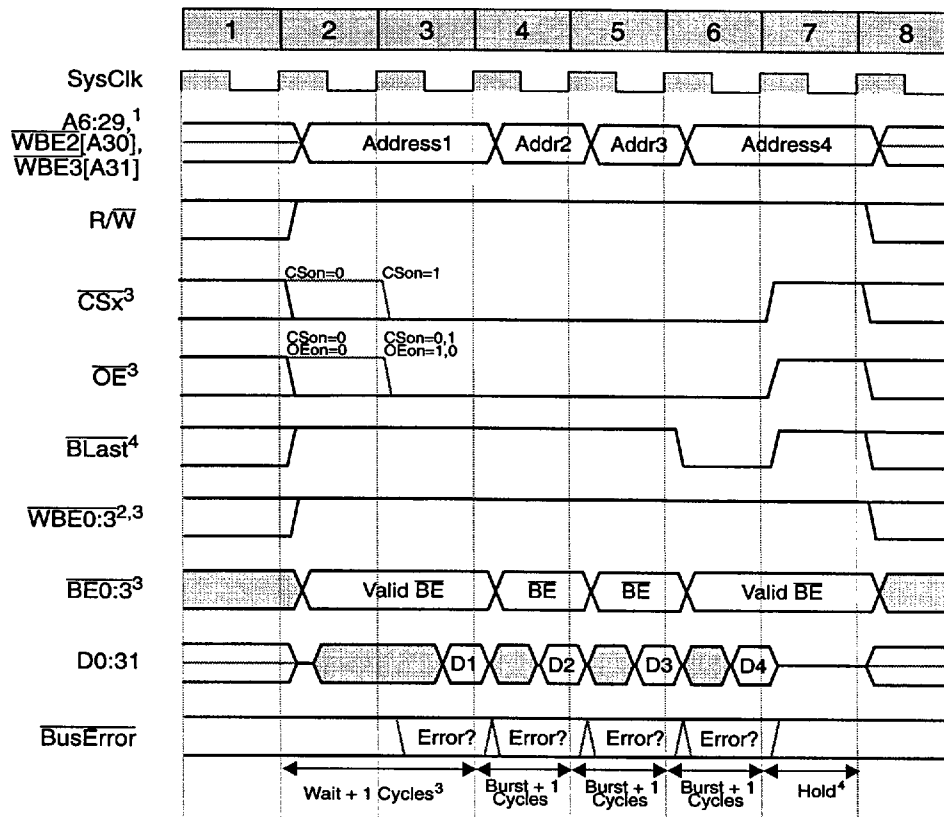 1 2 3 4 5 6 7 8
SysClk
A6:29,1
WBE2[A30],
WBE3[A31]
Address1 Addr2 Addr3 Address4
R/W
CSon=0 CSon=1
CSx3
CSon=0 CSon=0,1
OEon=0 OEon=1,0
OE3
BLast4
WBE0:32,3
BE0:33
Valid BE BE BE Valid BE
D0:31
D1 D2 D3 D4
BusError
Error? Error? Error? Error?
Wait + 1 Cycles3 Burst + 1 Burst + 1 Burst + 1 Hold4
Cycles Cycles Cycles